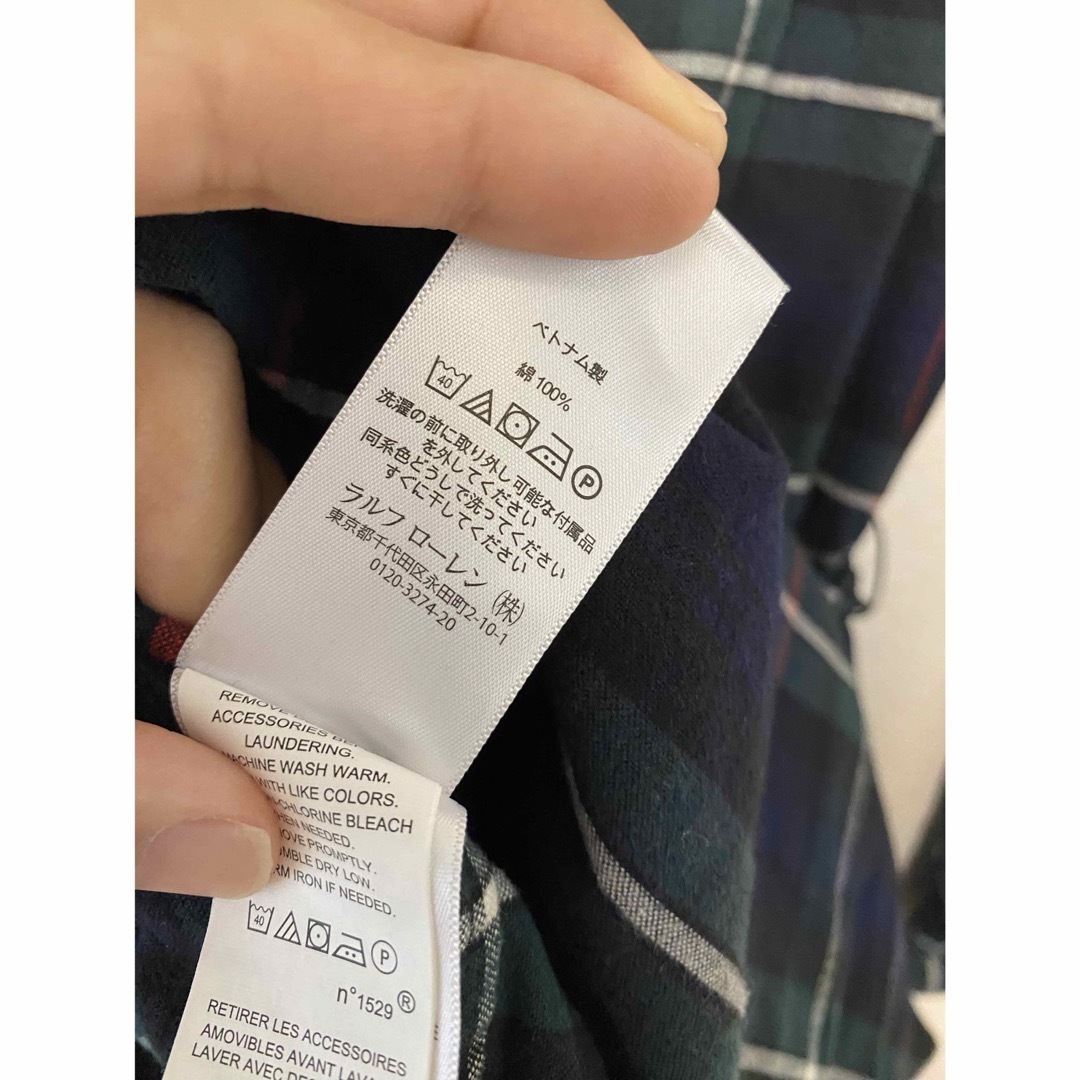 ベトナム製
綿 100%
40 P
洗濯の前に取り外し可能な付属品
を外してください
同系色どうしで洗ってください
すぐに干してください
ラルフ ローレン (株)
東京都千代田区永田町2-10-1
0120-3274-20
REMOVE
ACCESSORIES
LAUNDERING.
MACHINE WASH WARM.
WITH LIKE COLORS.
BLEACH
NEEDED.
PROMPTLY.
DRY LOW.
IRON IF NEEDED.
40 P
n°1529®
RETIRER LES ACCESSOIRES
AMOVIBLES AVANT
LAVER AVEC